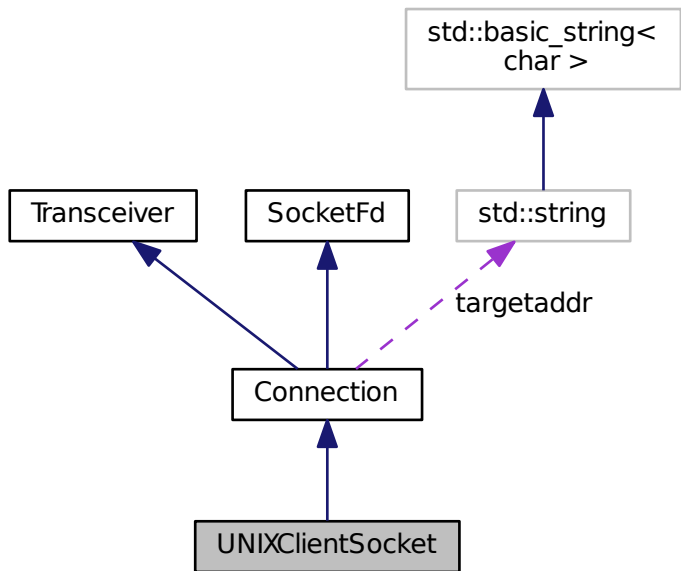 std::basic_string<
char >
Transceiver
SocketFd
std::string
targetaddr
Connection
UNIXClientSocket